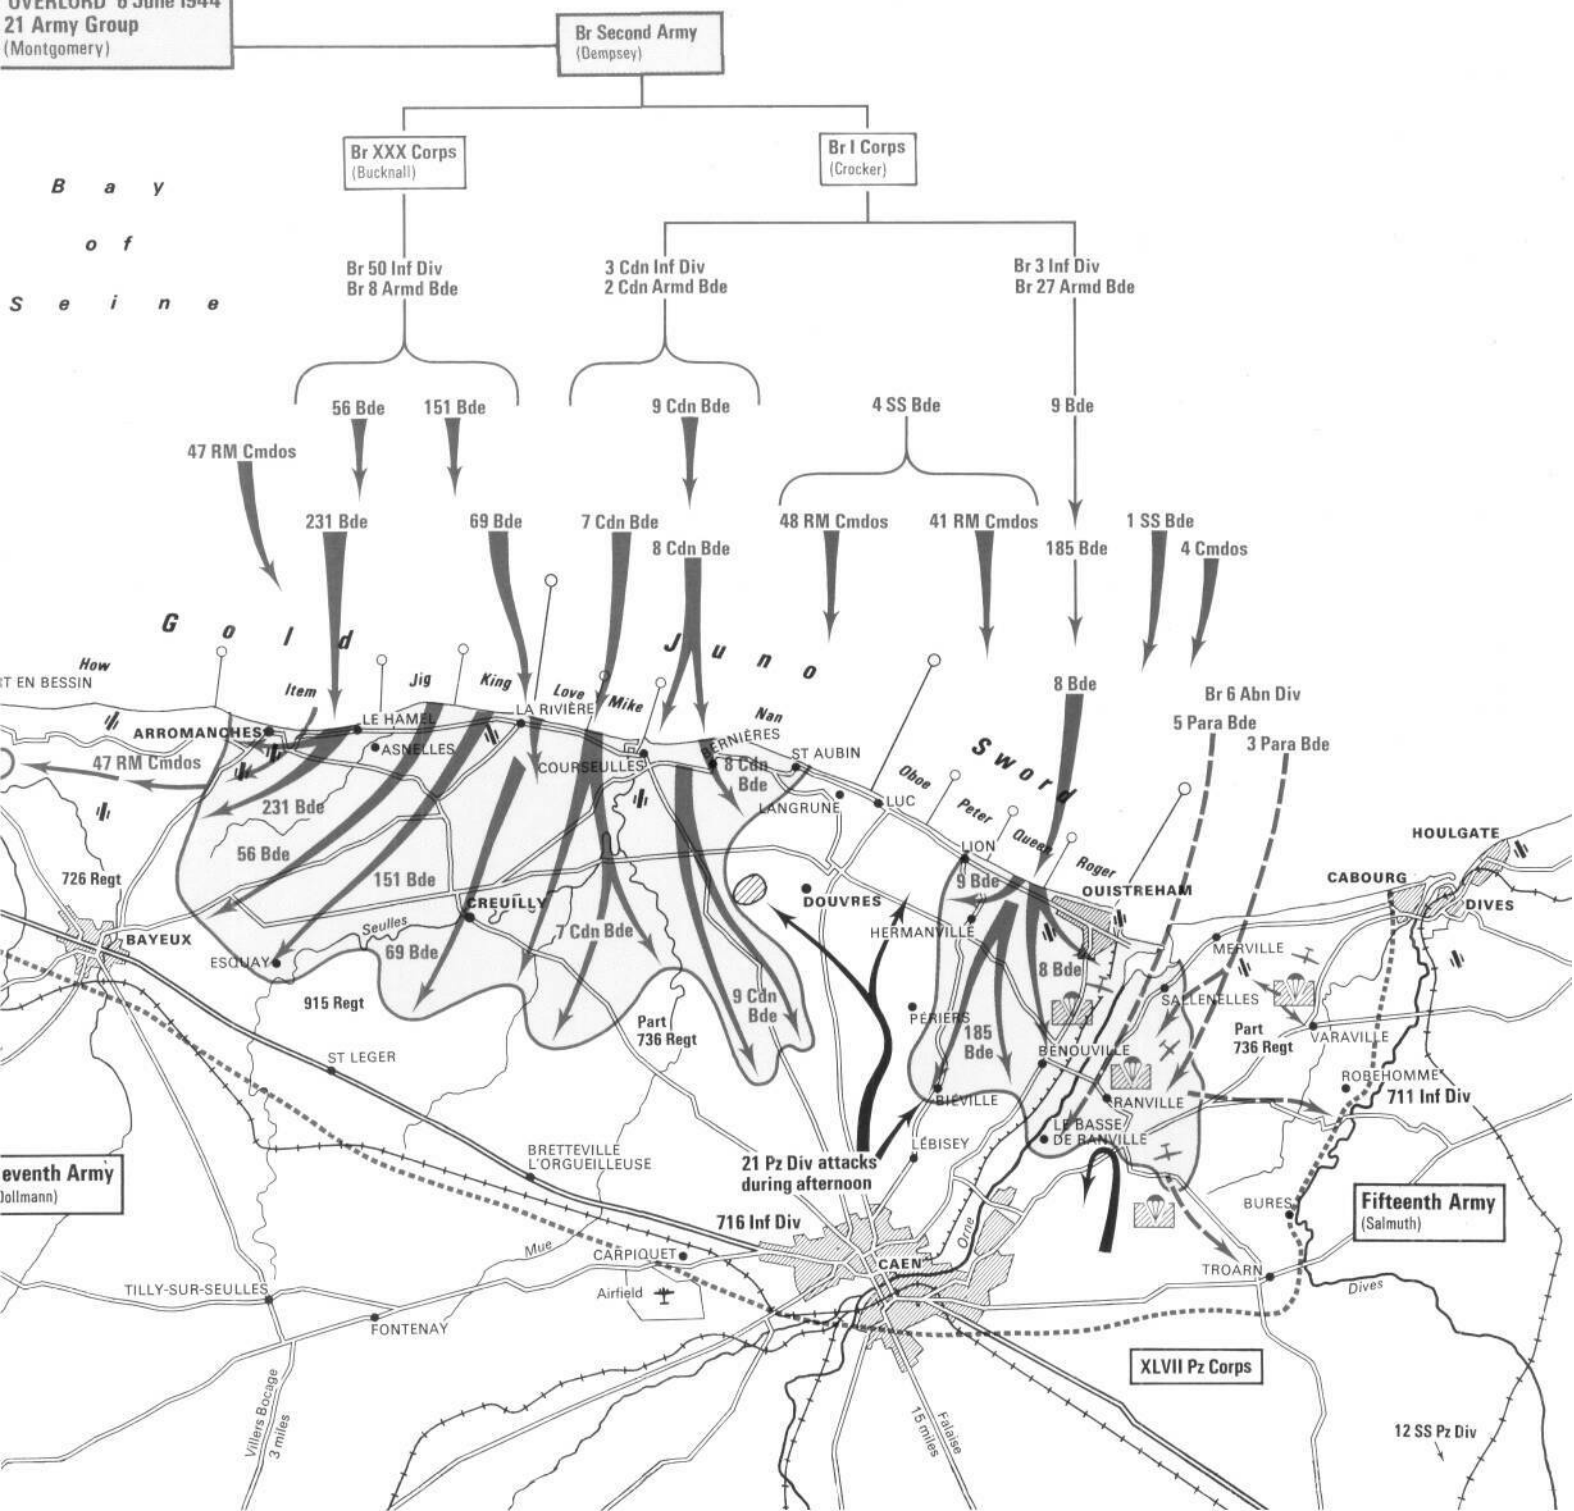 'OVERLORD' 6 June 1944
21 Army Group
(Montgomery)
Br Second Army
(Dempsey)
Br XXX Corps
(Bucknall)
Br I Corps
(Crocker)
Bay
of
Seine
Br 50 Inf Div
Br 8 Armd Bde
3 Cdn Inf Div
2 Cdn Armd Bde
Br 3 Inf Div
Br 27 Armd Bde
56 Bde
151 Bde
9 Cdn Bde
4 SS Bde
9 Bde
47 RM Cmdos
231 Bde
69 Bde
7 Cdn Bde
8 Cdn Bde
48 RM Cmdos
41 RM Cmdos
185 Bde
1 SS Bde
4 Cmdos
Gold
Juno
Sword
How
RT EN BESSIN
Item
Jig
King
Love
Mike
Nan
Oboe
Peter
Queen
Roger
8 Bde
Br 6 Abn Div
5 Para Bde
3 Para Bde
ARROMANCHES
LE HAMEL
ASNELLES
LA RIVIÈRE
COURSEULLES
BERNIÈRES
ST AUBIN
LANGRUNE
LUC
LION
OUISTREHAM
HOULGATE
CABOURG
DIVES
47 RM Cmdos
231 Bde
56 Bde
151 Bde
8 Cdn
Bde
9 Bde
726 Regt
BAYEUX
CREUILLY
Seulles
69 Bde
7 Cdn Bde
DOUVRES
HERMANVILLE
8 Bde
MERVILLE
SALLENELLES
ESQUAY
915 Regt
9 Cdn
Bde
Part
736 Regt
PÉRIERS
185
Bde
BÉNOUVILLE
Part
736 Regt
VARAVILLE
ST LEGER
BIÉVILLE
RANVILLE
ROBEHOMME
711 Inf Div
LE BASSE
DE RANVILLE
LÉBISEY
BRETTEVILLE
L'ORGUEILLEUSE
21 Pz Div attacks
during afternoon
eventh Army
Dollmann)
716 Inf Div
BURES
Fifteenth Army
(Salmuth)
Mue
CARPIQUET
Orne
CAEN
Airfield
TROARN
Dives
TILLY-SUR-SEULLES
FONTENAY
XLVII Pz Corps
Villers Bocage
3 miles
Falaise
15 miles
12 SS Pz Div